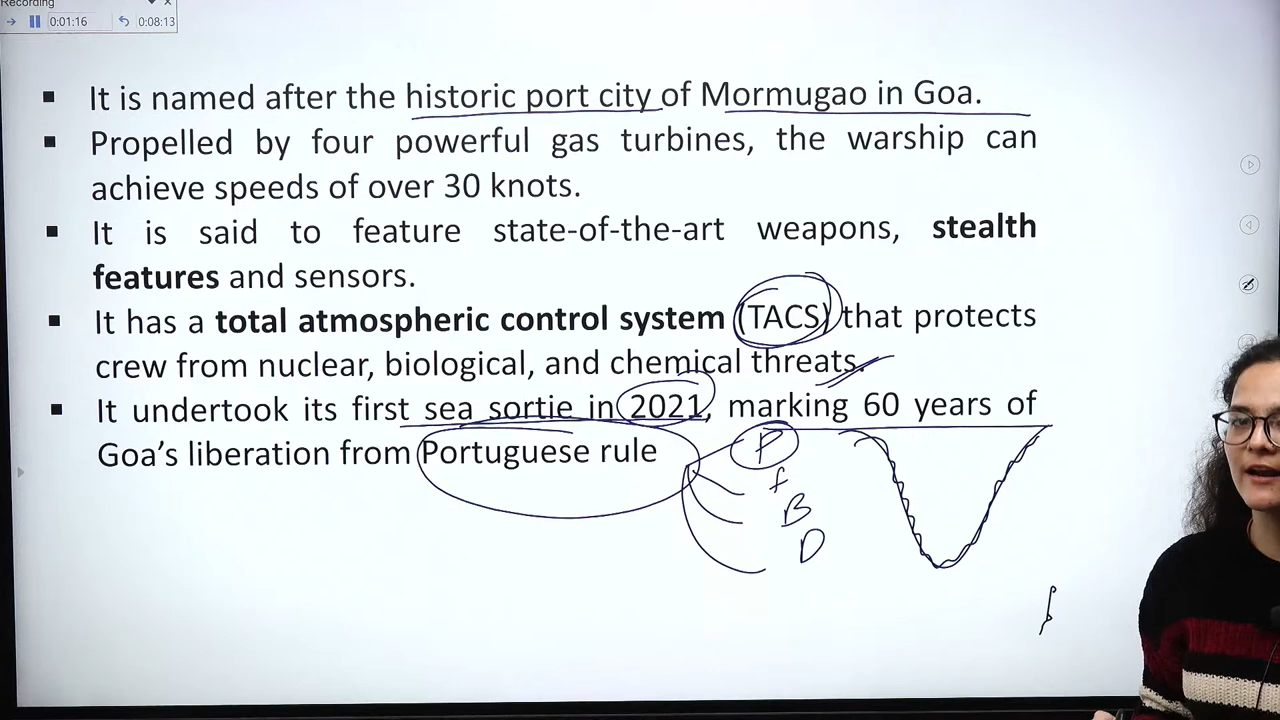 Recording
0:01:16 0:08:13
It is named after the historic port city of Mormugao in Goa.
Propelled by four powerful gas turbines, the warship can
achieve speeds of over 30 knots.
It is said to feature state-of-the-art weapons, stealth
features and sensors.
It has a total atmospheric control system (TACS) that protects
crew from nuclear, biological, and chemical threats.
It undertook its first sea sortie in 2021, marking 60 years of
Goa's liberation from Portuguese rule
P
f
B
D